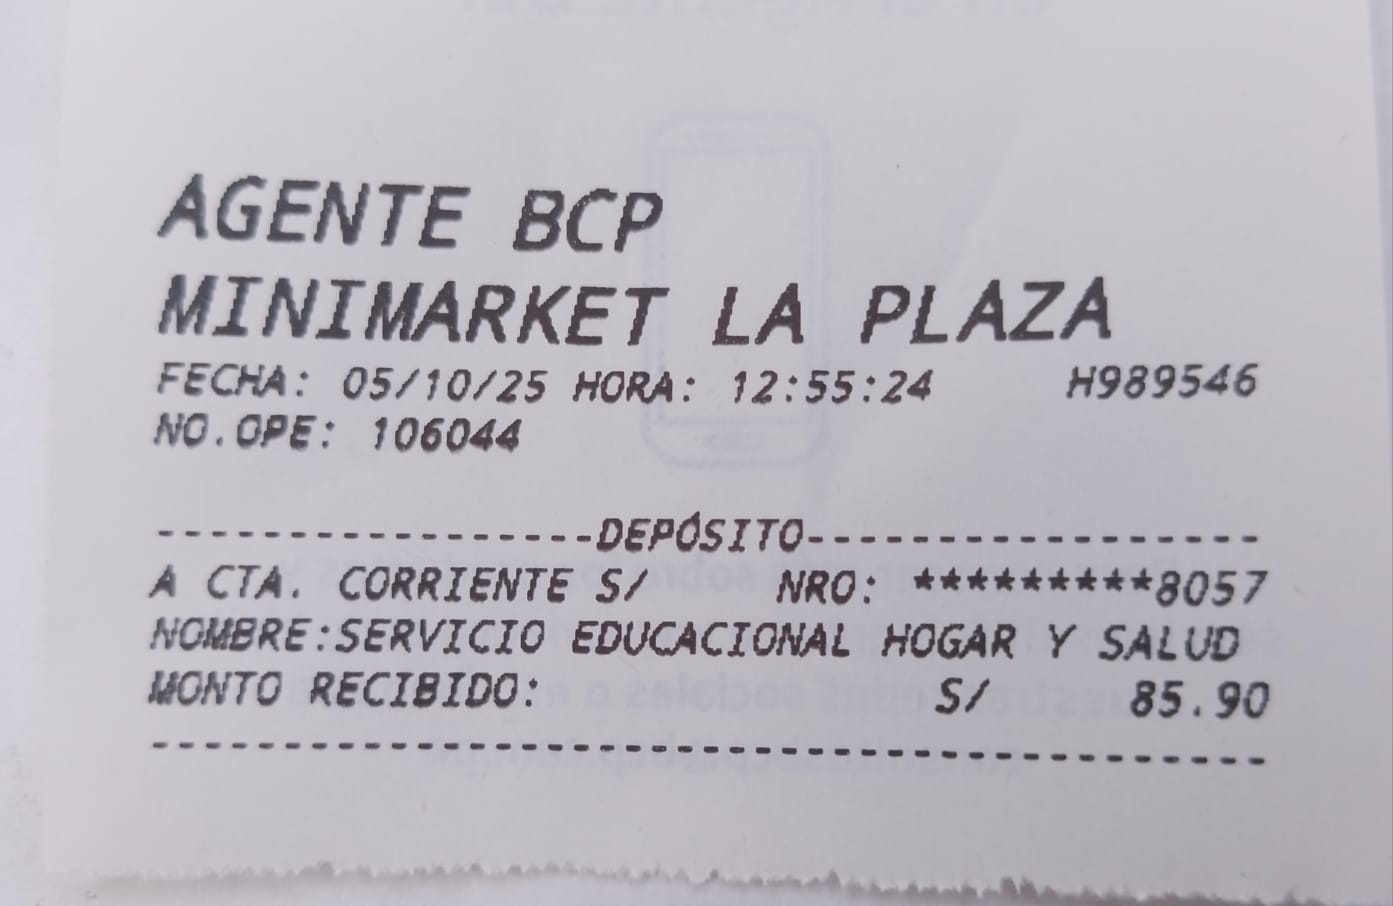 AGENTE BCP
MINIMARKET LA PLAZA
FECHA: 05/10/25 HORA: 12:55:24 H989546
NO.OPE: 106044
-----------------DEPÓSITO-----------------
A CTA. CORRIENTE S/ NRO: *********8057
NOMBRE:SERVICIO EDUCACIONAL HOGAR Y SALUD
MONTO RECIBIDO: S/ 85.90
------------------------------------------